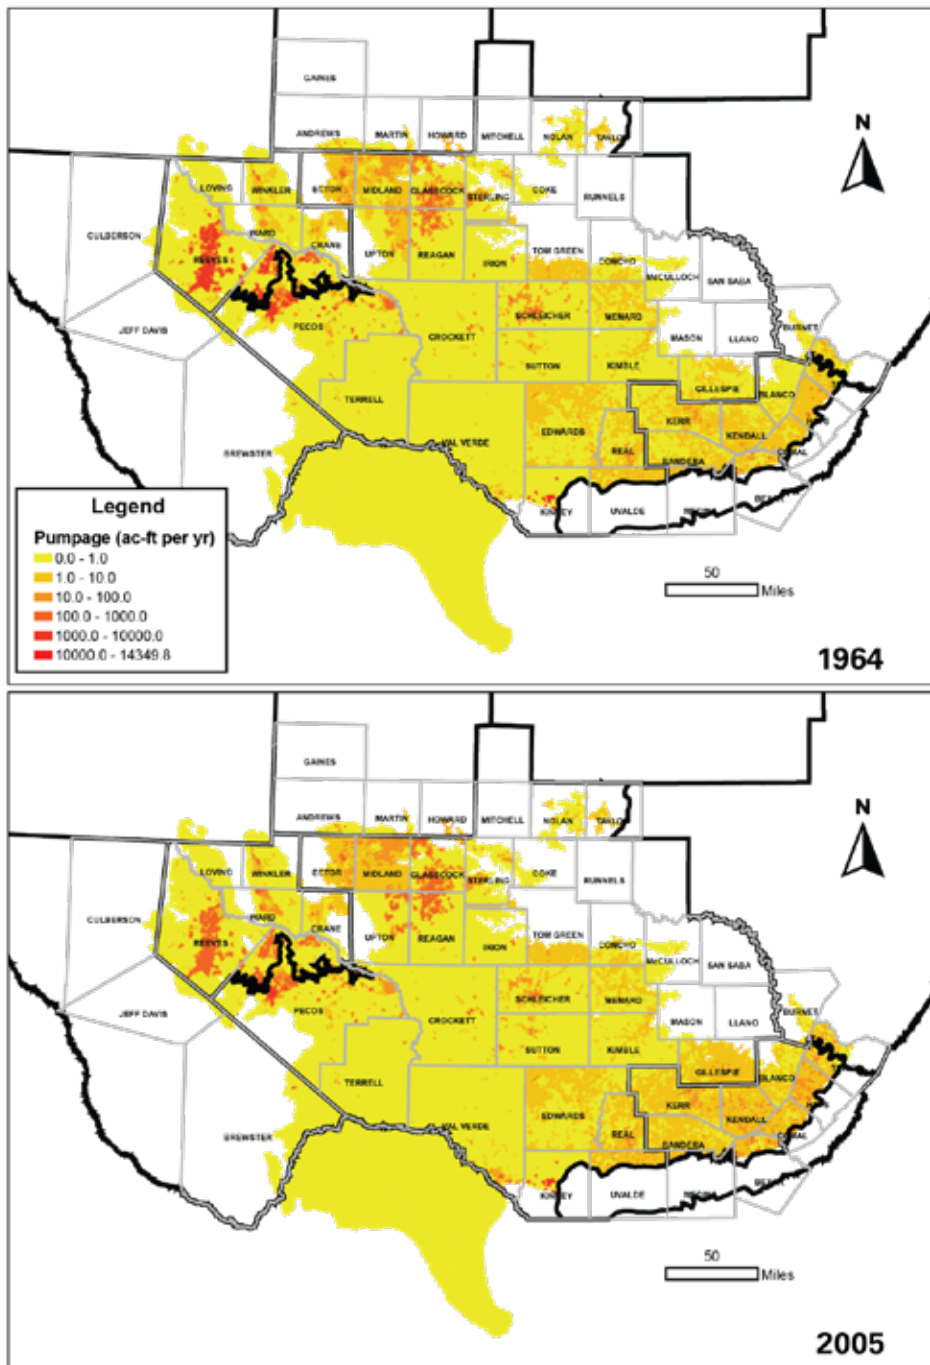 GAINES
ANDREWS MARTIN HOWARD MITCHELL NOLAN TAYLOR
N
LOVING WINKLER ECTOR MIDLAND GLASSCOCK STERLING COKE RUNNELS
CULBERSON REEVES WARD CRANE UPTON REAGAN IRION TOM GREEN CONCHO McCULLOCH SAN SABA
JEFF DAVIS PECOS CROCKETT SCHLEICHER MENARD MASON LLANO BURNET
SUTTON KIMBLE GILLESPIE BLANCO
TERRELL EDWARDS KERR KENDALL
BREWSTER VAL VERDE REAL BANDERA
KINNEY UVALDE
Legend
Pumpage (ac-ft per yr)
0.0 - 1.0
1.0 - 10.0
10.0 - 100.0
100.0 - 1000.0
1000.0 - 10000.0
10000.0 - 14349.8
50
Miles
1964
GAINES
ANDREWS MARTIN HOWARD MITCHELL NOLAN TAYLOR
N
LOVING WINKLER ECTOR MIDLAND GLASSCOCK STERLING COKE RUNNELS
CULBERSON REEVES WARD CRANE UPTON REAGAN IRION TOM GREEN CONCHO McCULLOCH SAN SABA
JEFF DAVIS PECOS CROCKETT SCHLEICHER MENARD MASON LLANO BURNET
SUTTON KIMBLE GILLESPIE BLANCO
TERRELL EDWARDS KERR KENDALL
BREWSTER VAL VERDE REAL BANDERA
KINNEY UVALDE
50
Miles
2005